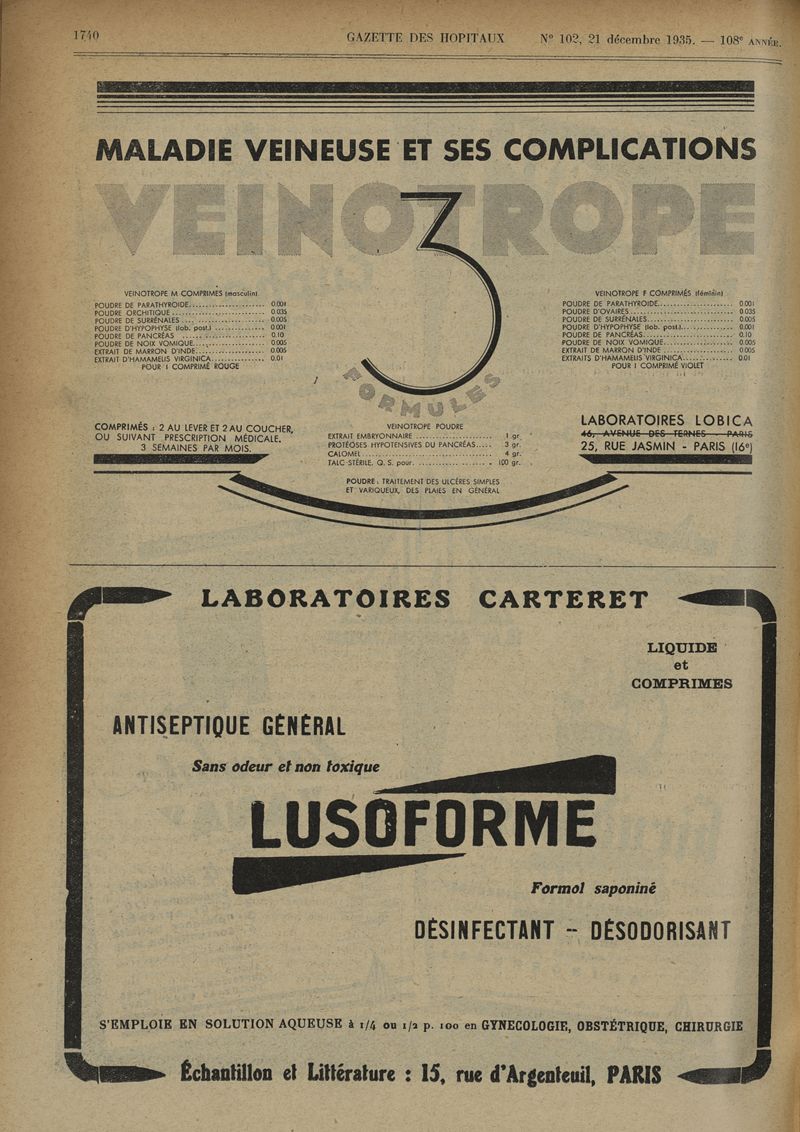 1740 GAZETTE DES HOPITAUX N° 102, 21 décembre 1935. — 108e ANNÉE.
MALADIE VEINEUSE ET SES COMPLICATIONS
VEINOTROPE
3
FORMULES
VEINOTROPE M COMPRIMÉS (masculin).
POUDRE DE PARATHYROIDE........................ 0.001
POUDRE ORCHITIQUE........................ 0.035
POUDRE DE SURRÉNALES........................ 0.005
POUDRE D'HYPOPHYSE (lob. post.)............... 0.001
POUDRE DE PANCRÉAS........................ 0.10
POUDRE DE NOIX VOMIQUE........................ 0.005
EXTRAIT DE MARRON D'INDE........................ 0.005
EXTRAIT D'HAMAMELIS VIRGINICA............... 0.01
POUR 1 COMPRIMÉ ROUGE
VEINOTROPE F COMPRIMÉS (féminin)
POUDRE DE PARATHYROIDE........................ 0.001
POUDRE D'OVAIRES........................ 0.035
POUDRE DE SURRÉNALES........................ 0.005
POUDRE D'HYPOPHYSE (lob. post.)............... 0.001
POUDRE DE PANCRÉAS........................ 0.10
POUDRE DE NOIX VOMIQUE........................ 0.005
EXTRAIT DE MARRON D'INDE........................ 0.005
EXTRAITS D'HAMAMELIS VIRGINICA............... 0.01
POUR 1 COMPRIMÉ VIOLET
COMPRIMÉS : 2 AU LEVER ET 2 AU COUCHER,
OU SUIVANT PRESCRIPTION MÉDICALE.
3 SEMAINES PAR MOIS.
VEINOTROPE POUDRE
EXTRAIT EMBRYONNAIRE..................... 1 gr.
PROTÉOSES HYPOTENSIVES DU PANCRÉAS..... 3 gr.
CALOMEL..................... 4 gr.
TALC STÉRILE, Q. S. pour..................... 100 gr.
POUDRE : TRAITEMENT DES ULCÈRES SIMPLES
ET VARIQUEUX, DES PLAIES EN GÉNÉRAL
LABORATOIRES LOBICA
46, AVENUE DES TERNES - PARIS
25, RUE JASMIN - PARIS (16e)
LABORATOIRES CARTERET
LIQUIDE
et
COMPRIMES
ANTISEPTIQUE GÉNÉRAL
Sans odeur et non toxique
LUSOFORME
Formol saponiné
DÉSINFECTANT -- DÉSODORISANT
S'EMPLOIE EN SOLUTION AQUEUSE à 1/4 ou 1/2 p. 100 en GYNECOLOGIE, OBSTÉTRIQUE, CHIRURGIE
Échantillon et Littérature : 15, rue d'Argenteuil, PARIS